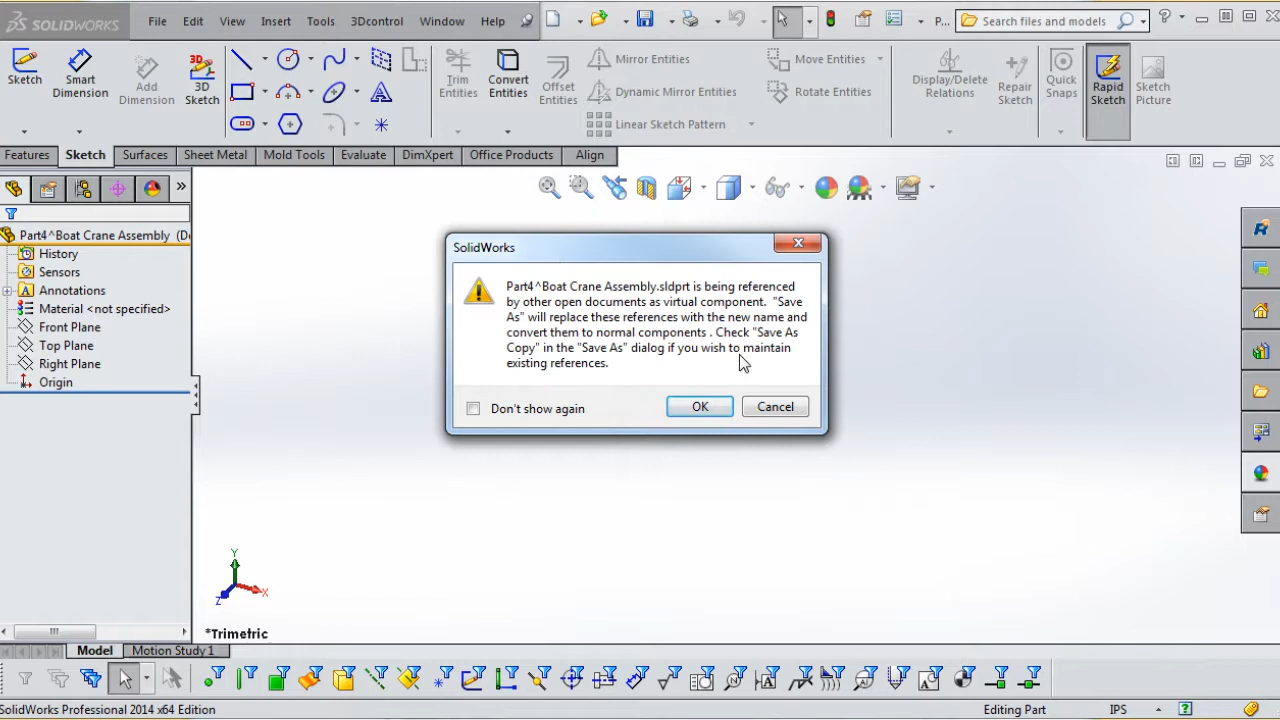 SOLIDWORKS File Edit View Insert Tools 3Dcontrol Window Help P... Search files and models
Sketch Smart Dimension Add Dimension 3D Sketch Trim Entities Convert Entities Offset Entities Mirror Entities Dynamic Mirror Entities Linear Sketch Pattern Move Entities Rotate Entities Display/Delete Relations Repair Sketch Quick Snaps Rapid Sketch Sketch Picture
Features Sketch Surfaces Sheet Metal Mold Tools Evaluate DimXpert Office Products Align
Part4^Boat Crane Assembly (De
History
Sensors
Annotations
Material <not specified>
Front Plane
Top Plane
Right Plane
Origin
SolidWorks
Part4^Boat Crane Assembly.sldprt is being referenced
by other open documents as virtual component. "Save
As" will replace these references with the new name and
convert them to normal components . Check "Save As
Copy" in the "Save As" dialog if you wish to maintain
existing references.
Don't show again OK Cancel
Y
X
Z
*Trimetric
Model Motion Study 1
SolidWorks Professional 2014 x64 Edition Editing Part IPS